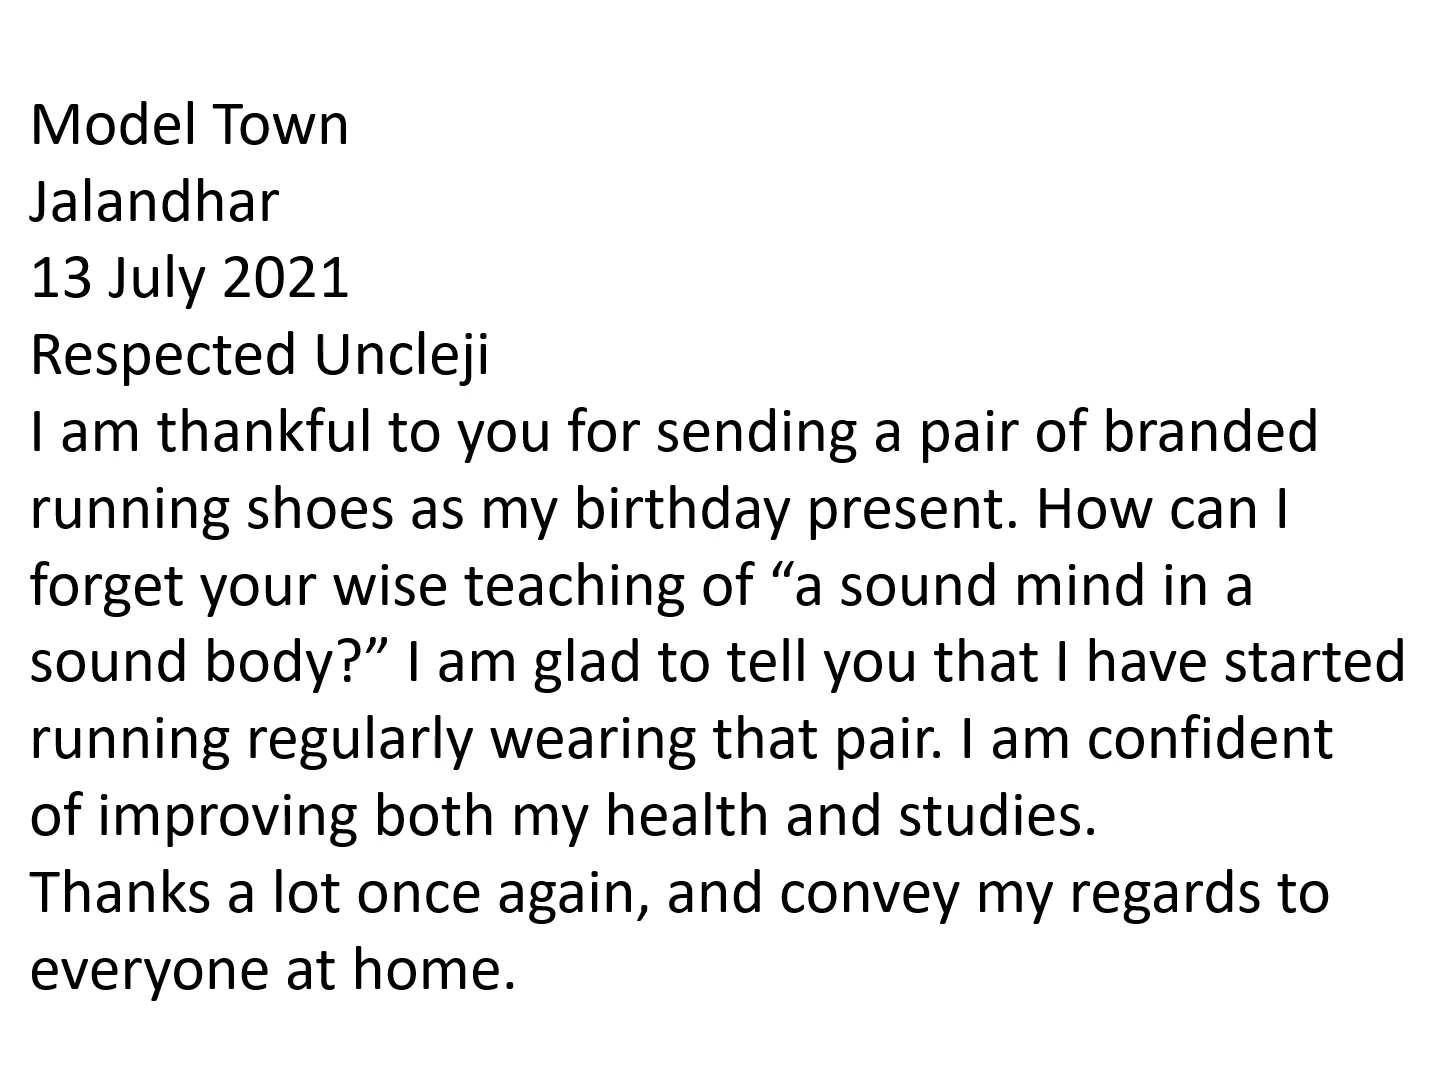 Model Town
Jalandhar
13 July 2021
Respected Uncleji
I am thankful to you for sending a pair of branded
running shoes as my birthday present. How can I
forget your wise teaching of “a sound mind in a
sound body?” I am glad to tell you that I have started
running regularly wearing that pair. I am confident
of improving both my health and studies.
Thanks a lot once again, and convey my regards to
everyone at home.